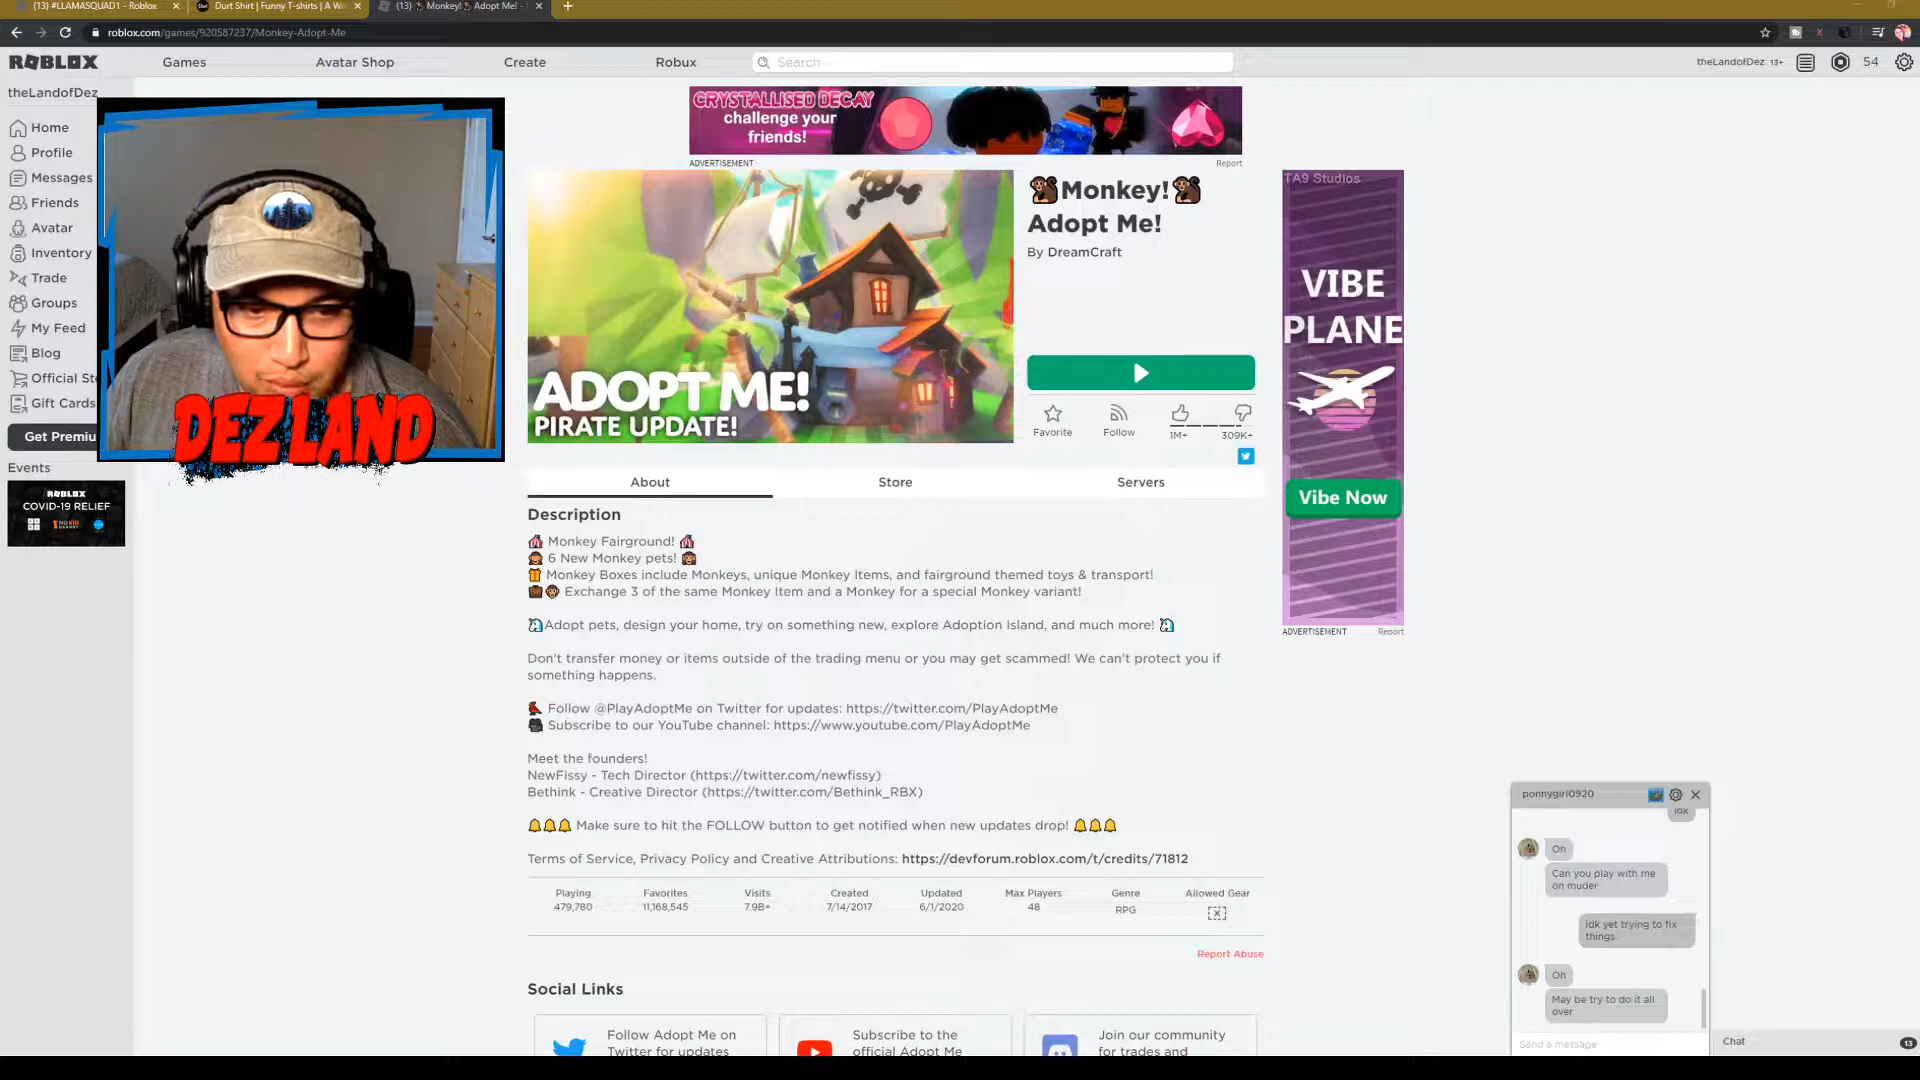 (13) #LLAMASQUAD1 - Roblox
Durt Shirt | Funny T-shirts | A W
(13) Monkey! Adopt Me! -
roblox.com/games/920587237/Monkey-Adopt-Me
ROBLOX
Games
Avatar Shop
Create
Robux
Search
theLandofDez: 13+
54
theLandofDez
Home
Profile
Messages
Friends
Avatar
Inventory
Trade
Groups
My Feed
Blog
Official St
Gift Cards
Get Premiu
Events
ROBLOX
COVID-19 RELIEF
DEZ LAND
CRYSTALLISED DECAY
challenge your
friends!
ADVERTISEMENT
Report
ADOPT ME!
PIRATE UPDATE!
🐒Monkey!🐒
Adopt Me!
By DreamCraft
Favorite
Follow
1M+
309K+
TA9 Studios
VIBE
PLANE
Vibe Now
ADVERTISEMENT
Report
About
Store
Servers
Description
🎪 Monkey Fairground! 🎪
🐵 6 New Monkey pets! 🐵
🎁 Monkey Boxes include Monkeys, unique Monkey Items, and fairground themed toys & transport!
💼🐵 Exchange 3 of the same Monkey Item and a Monkey for a special Monkey variant!
🦄Adopt pets, design your home, try on something new, explore Adoption Island, and much more! 🦄
Don't transfer money or items outside of the trading menu or you may get scammed! We can't protect you if
something happens.
🐦 Follow @PlayAdoptMe on Twitter for updates: https://twitter.com/PlayAdoptMe
🎥 Subscribe to our YouTube channel: https://www.youtube.com/PlayAdoptMe
Meet the founders!
NewFissy - Tech Director (https://twitter.com/newfissy)
Bethink - Creative Director (https://twitter.com/Bethink_RBX)
🔔🔔🔔 Make sure to hit the FOLLOW button to get notified when new updates drop! 🔔🔔🔔
Terms of Service, Privacy Policy and Creative Attributions: https://devforum.roblox.com/t/credits/71812
Playing Favorites Visits Created Updated Max Players Genre Allowed Gear
479,780 11,168,545 7.9B+ 7/14/2017 6/1/2020 48 RPG
Report Abuse
Social Links
Follow Adopt Me on
Twitter for updates
Subscribe to the
official Adopt Me
Join our community
for trades and
ponnygirl0920
idk
Oh
Can you play with me
on muder
idk yet trying to fix
things
Oh
May be try to do it all
over
Send a message
Chat
13